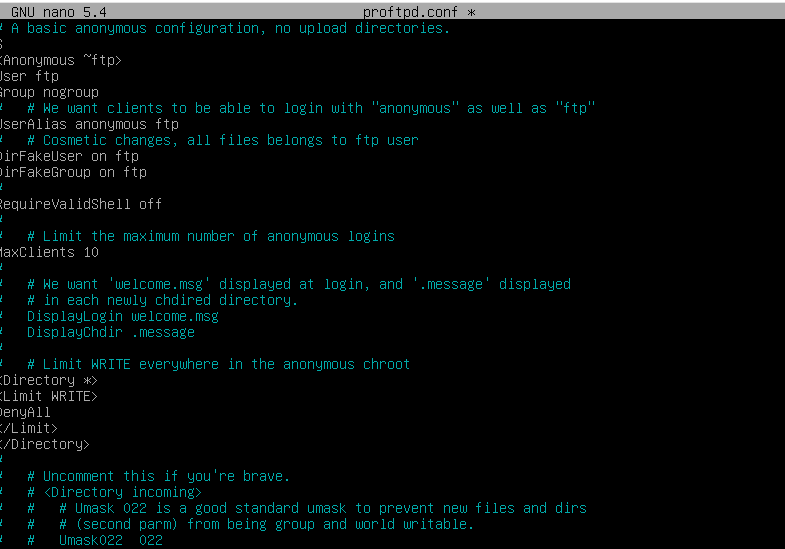 GNU nano 5.4 proftpd.conf *
# A basic anonymous configuration, no upload directories.
S
<Anonymous ~ftp>
User ftp
Group nogroup
#   # We want clients to be able to login with "anonymous" as well as "ftp"
UserAlias anonymous ftp
#   # Cosmetic changes, all files belongs to ftp user
DirFakeUser on ftp
DirFakeGroup on ftp
#
RequireValidShell off
#
#   # Limit the maximum number of anonymous logins
MaxClients 10
#
#   # We want 'welcome.msg' displayed at login, and '.message' displayed
#   # in each newly chdired directory.
#   DisplayLogin welcome.msg
#   DisplayChdir .message
#
#   # Limit WRITE everywhere in the anonymous chroot
<Directory *>
<Limit WRITE>
DenyAll
</Limit>
</Directory>
#
#   # Uncomment this if you're brave.
#   # <Directory incoming>
#   #   # Umask 022 is a good standard umask to prevent new files and dirs
#   #   # (second parm) from being group and world writable.
#   #   Umask022  022